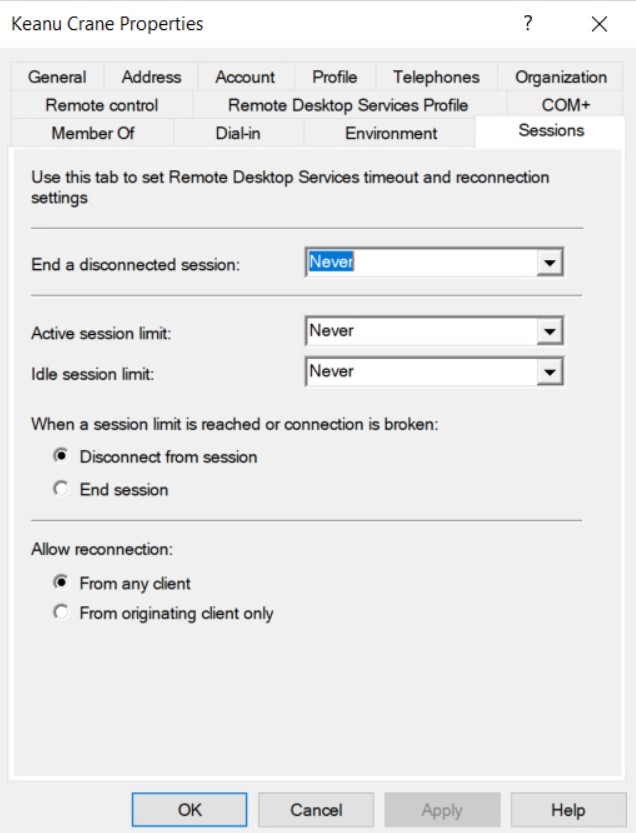 Keanu Crane Properties ? ×
General Address Account Profile Telephones Organization
Remote control Remote Desktop Services Profile COM+
Member Of Dial-in Environment Sessions
Use this tab to set Remote Desktop Services timeout and reconnection
settings
End a disconnected session: Never
Active session limit: Never
Idle session limit: Never
When a session limit is reached or connection is broken:
Disconnect from session
End session
Allow reconnection:
From any client
From originating client only
OK Cancel Apply Help